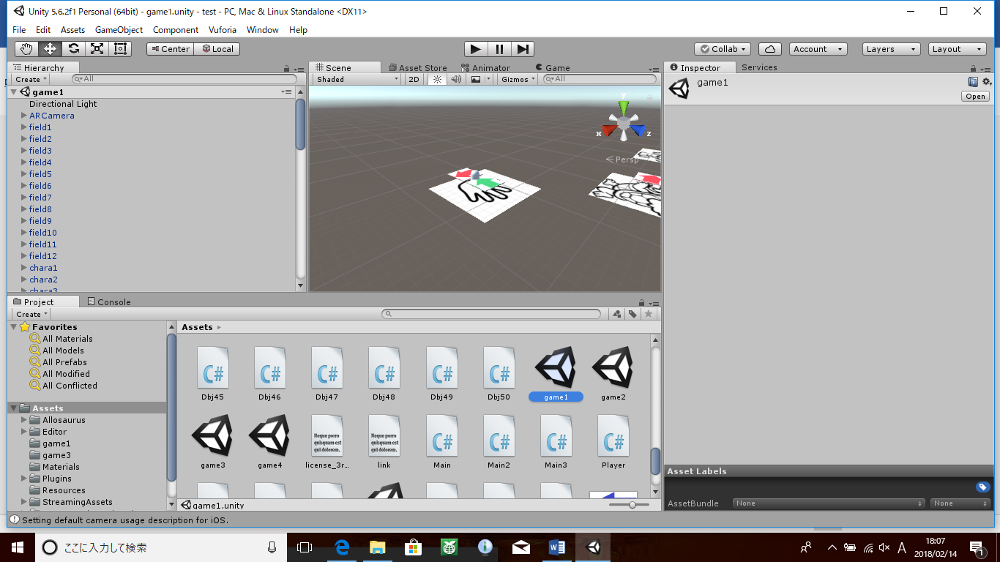 Unity 5.6.2f1 Personal (64bit) - game1.unity - test - PC, Mac & Linux Standalone <DX11>
File Edit Assets GameObject Component Vuforia Window Help
Center Local Collab Account Layers Layout
Hierarchy
Create All
game1
Directional Light
ARCamera
field1
field2
field3
field4
field5
field6
field7
field8
field9
field10
field11
field12
chara1
chara2
chara3
Scene Asset Store Animator Game
Shaded 2D Gizmos All
y
x z
Persp
Inspector Services
game1
Open
Project Console
Create
Favorites
All Materials
All Models
All Prefabs
All Modified
All Conflicted
Assets
Allosaurus
Editor
game1
game3
Materials
Plugins
Resources
StreamingAssets
Assets
C# C# C# C# C# C#
Dbj45 Dbj46 Dbj47 Dbj48 Dbj49 Dbj50 game1 game2
Neque porro quisquam est qui dolorem. Neque porro quisquam est qui dolorem. C# C# C# C#
game3 game4 license_3r... link Main Main2 Main3 Player
game1.unity
Asset Labels
AssetBundle None None
Setting default camera usage description for iOS.
ここに入力して検索
A
18:07
2018/02/14
1